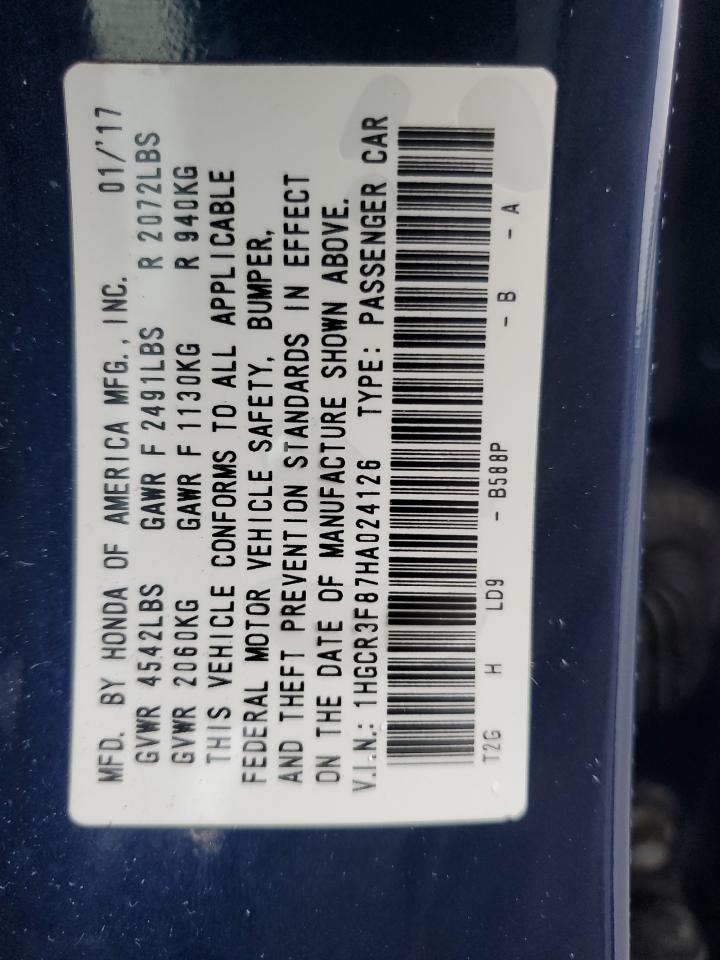 MFD. BY HONDA OF AMERICA MFG., INC. 01/'17
GVWR 4542LBS GAWR F 2491LBS R 2072LBS
GVWR 2060KG GAWR F 1130KG R 940KG
THIS VEHICLE CONFORMS TO ALL APPLICABLE
FEDERAL MOTOR VEHICLE SAFETY, BUMPER,
AND THEFT PREVENTION STANDARDS IN EFFECT
ON THE DATE OF MANUFACTURE SHOWN ABOVE.
V.I.N.: 1HGCR3F87HA024126 TYPE: PASSENGER CAR
T2G H LD9 - B588P - B - A